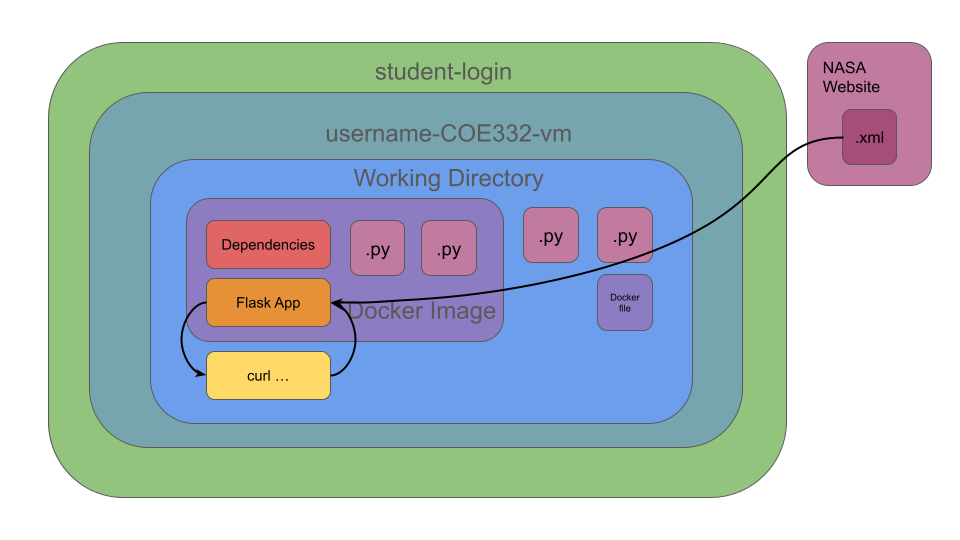 student-login
NASA
Website
.xml
username-COE332-vm
Working Directory
Dependencies
.py
.py
.py
.py
Flask App
Docker Image
Docker
file
curl …